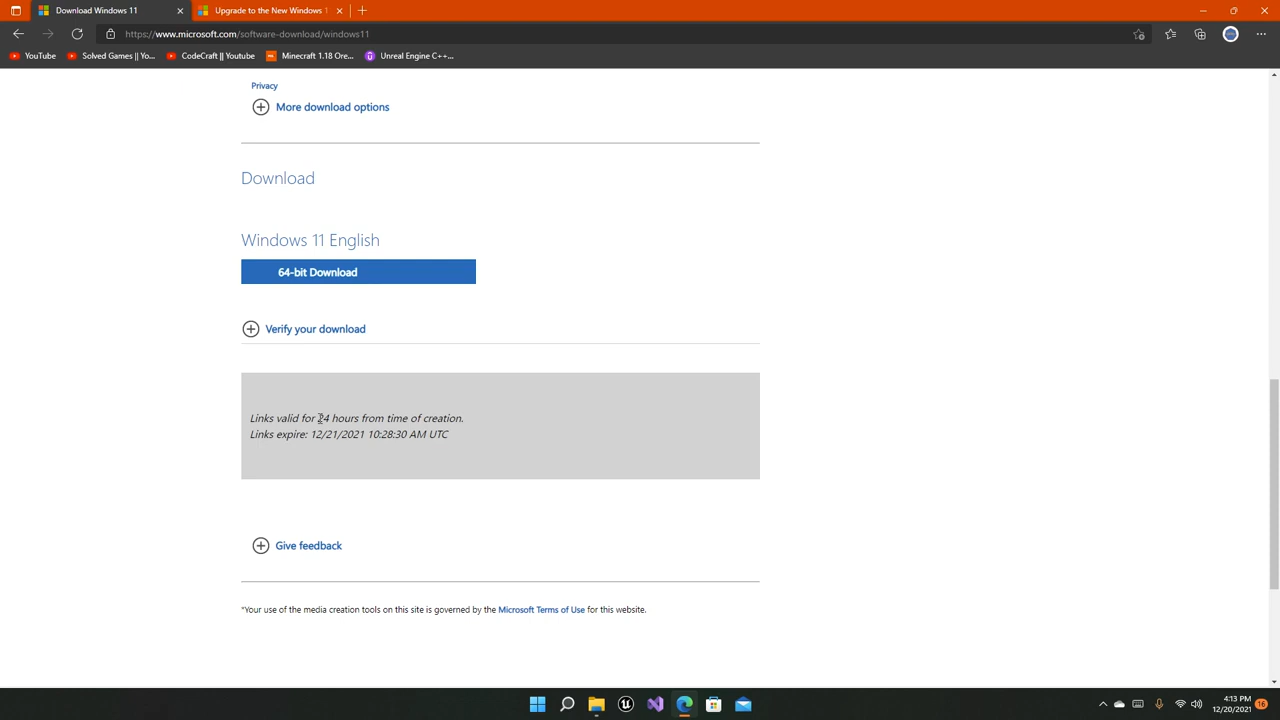 Download Windows 11
Upgrade to the New Windows 1
https://www.microsoft.com/software-download/windows11
YouTube
Solved Games || Yo...
CodeCraft || Youtube
Minecraft 1.18 Ore...
Unreal Engine C++...
Privacy
More download options
Download
Windows 11 English
64-bit Download
Verify your download
Links valid for 24 hours from time of creation.
Links expire: 12/21/2021 10:28:30 AM UTC
Give feedback
*Your use of the media creation tools on this site is governed by the Microsoft Terms of Use for this website.
4:13 PM
12/20/2021
16